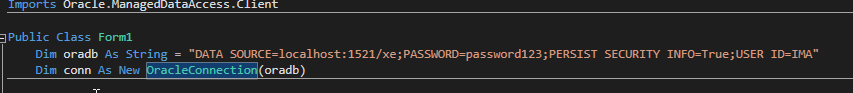 Imports Oracle.ManagedDataAccess.Client
Public Class Form1
Dim oradb As String = "DATA SOURCE=localhost:1521/xe;PASSWORD=password123;PERSIST SECURITY INFO=True;USER ID=IMA"
Dim conn As New OracleConnection(oradb)